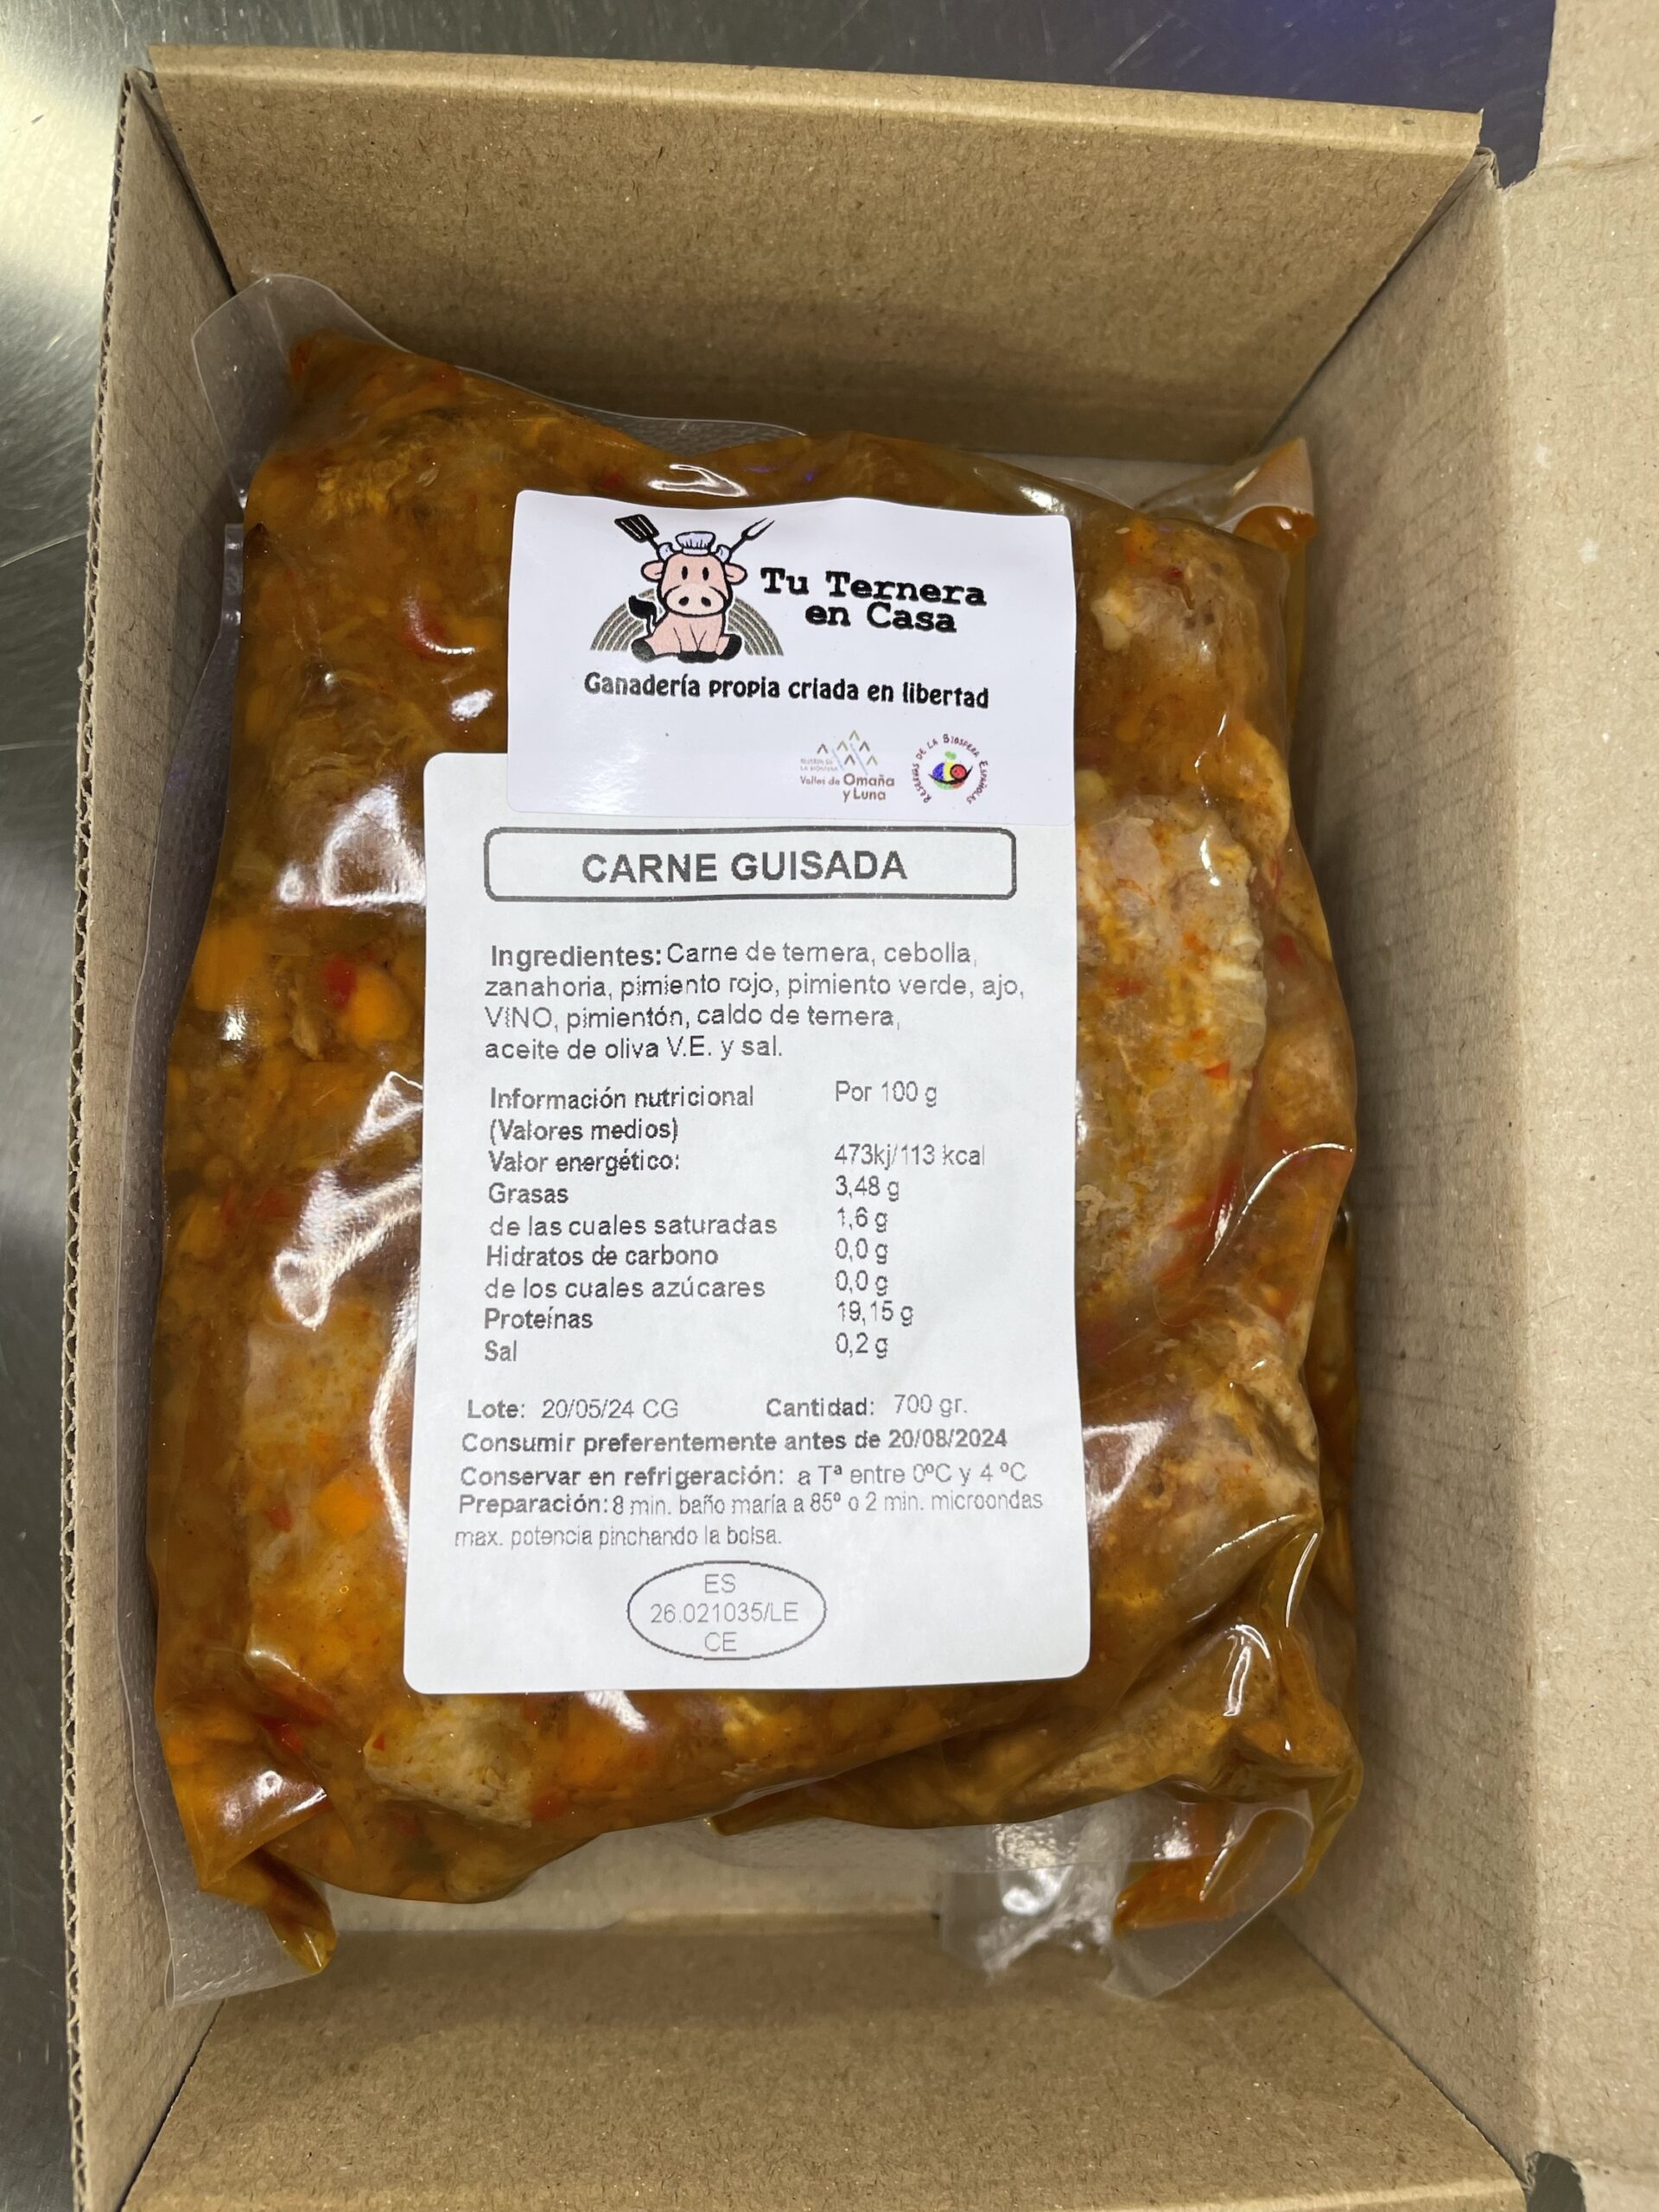 Tu Ternera
en Casa
Ganadería propia criada en libertad
Valles de Omaña
y Luna
RESERVAS DE LA BIOSFERA ESPAÑOLAS
CARNE GUISADA
Ingredientes: Carne de ternera, cebolla,
zanahoria, pimiento rojo, pimiento verde, ajo,
VINO, pimientón, caldo de ternera,
aceite de oliva V.E. y sal.
Información nutricional Por 100 g
(Valores medios)
Valor energético: 473kj/113 kcal
Grasas 3,48 g
de las cuales saturadas 1,6 g
Hidratos de carbono 0,0 g
de los cuales azúcares 0,0 g
Proteínas 19,15 g
Sal 0,2 g
Lote: 20/05/24 CG Cantidad: 700 gr.
Consumir preferentemente antes de 20/08/2024
Conservar en refrigeración: a Tª entre 0ºC y 4 ºC
Preparación: 8 min. baño maría a 85º o 2 min. microondas
max. potencia pinchando la bolsa.
ES
26.021035/LE
CE